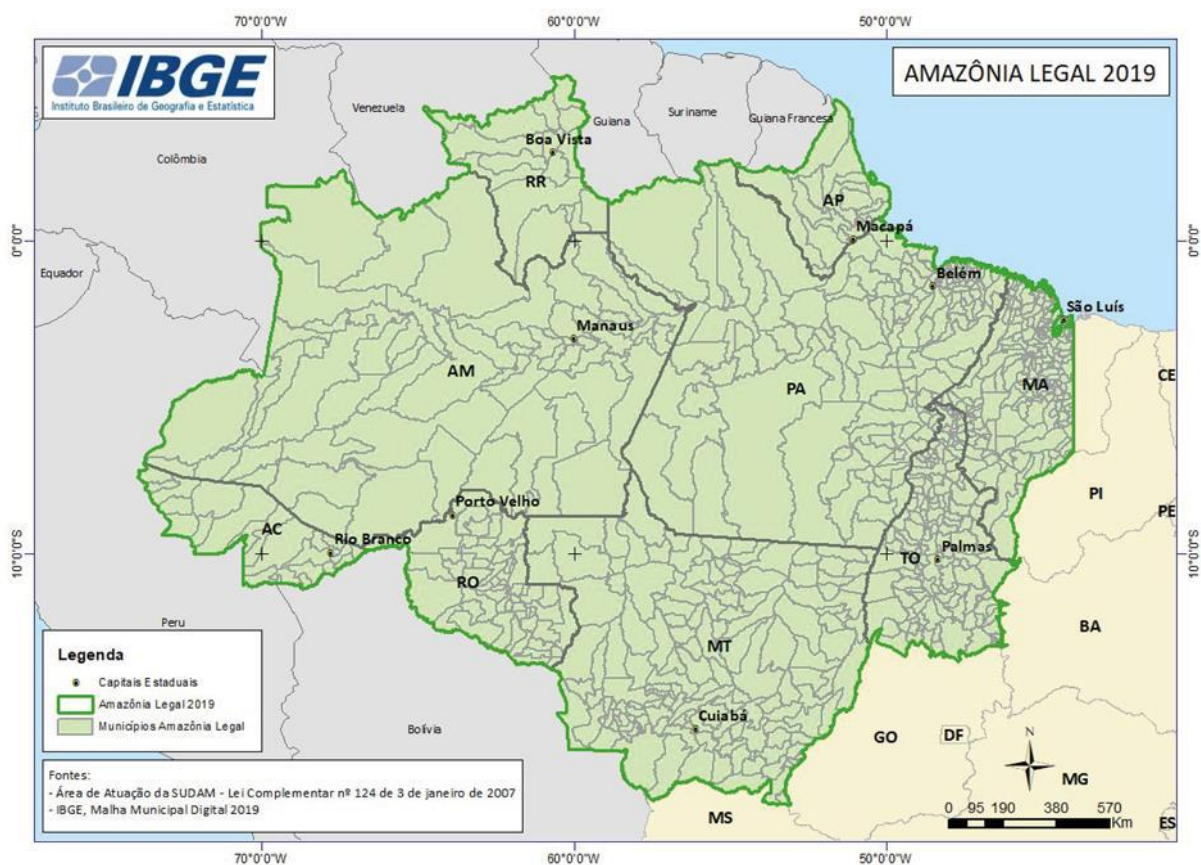 70°0'0"W 60°0'0"W 50°0'0"W
IBGE
Instituto Brasileiro de Geografia e Estatística
AMAZÔNIA LEGAL 2019
Venezuela
Guiana
Suriname
Guiana Francesa
Colômbia
Boa Vista
RR
AP
Macapá
0°0'0"
0°0'0"
Equador
Belém
São Luís
Manaus
AM
PA
MA
CE
Porto Velho
PI
PE
AC
Rio Branco
10°0'0"S
10°0'0"S
RO
TO
Palmas
Peru
BA
MT
Legenda
Capitais Estaduais
Amazônia Legal 2019
Municípios Amazônia Legal
Cuiabá
Bolívia
GO
DF
N
MG
Fontes:
- Área de Atuação da SUDAM - Lei Complementar nº 124 de 3 de janeiro de 2007
- IBGE, Malha Municipal Digital 2019
MS
0 95 190 380 570
Km
ES
70°0'0"W 60°0'0"W 50°0'0"W